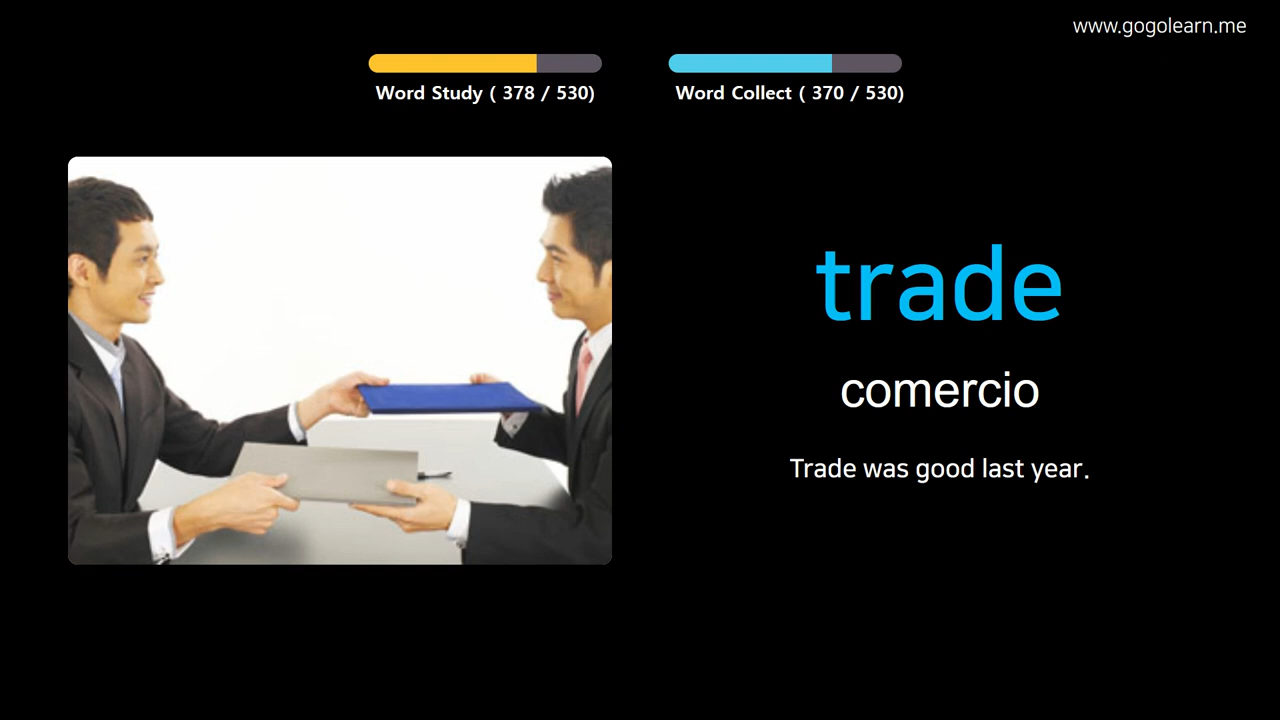 www.gogolearn.me
Word Study ( 378 / 530)
Word Collect ( 370 / 530)
trade
comercio
Trade was good last year.